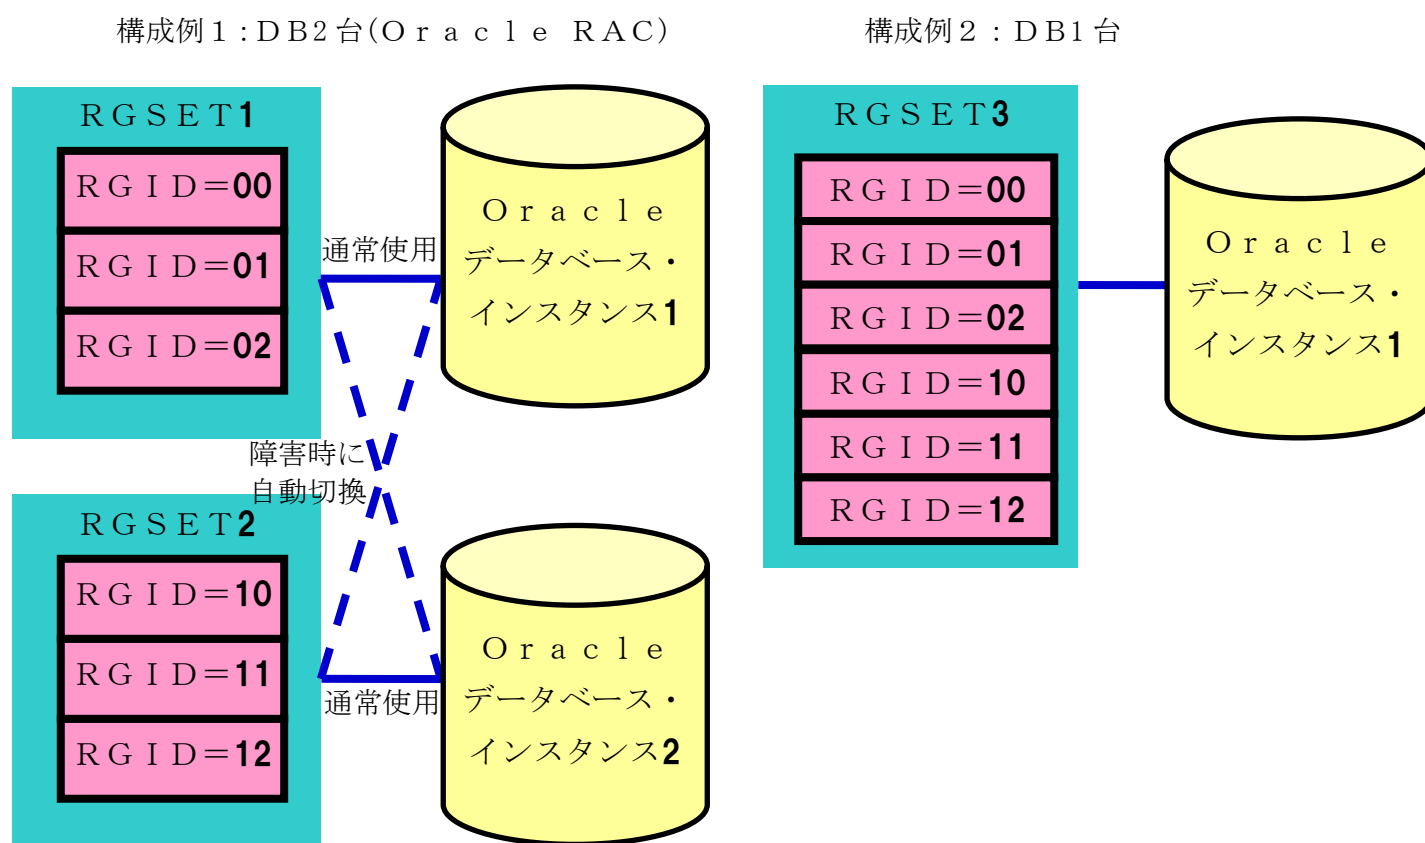 構成例１：ＤＢ2台（Ｏｒａｃｌｅ ＲＡＣ）
ＲＧＳＥＴ1
ＲＧＩＤ＝00
ＲＧＩＤ＝01
ＲＧＩＤ＝02
通常使用
Ｏｒａｃｌｅ
データベース・
インスタンス1
障害時に
自動切換
ＲＧＳＥＴ2
ＲＧＩＤ＝10
ＲＧＩＤ＝11
ＲＧＩＤ＝12
通常使用
Ｏｒａｃｌｅ
データベース・
インスタンス2
構成例２：ＤＢ1台
ＲＧＳＥＴ3
ＲＧＩＤ＝00
ＲＧＩＤ＝01
ＲＧＩＤ＝02
ＲＧＩＤ＝10
ＲＧＩＤ＝11
ＲＧＩＤ＝12
Ｏｒａｃｌｅ
データベース・
インスタンス1